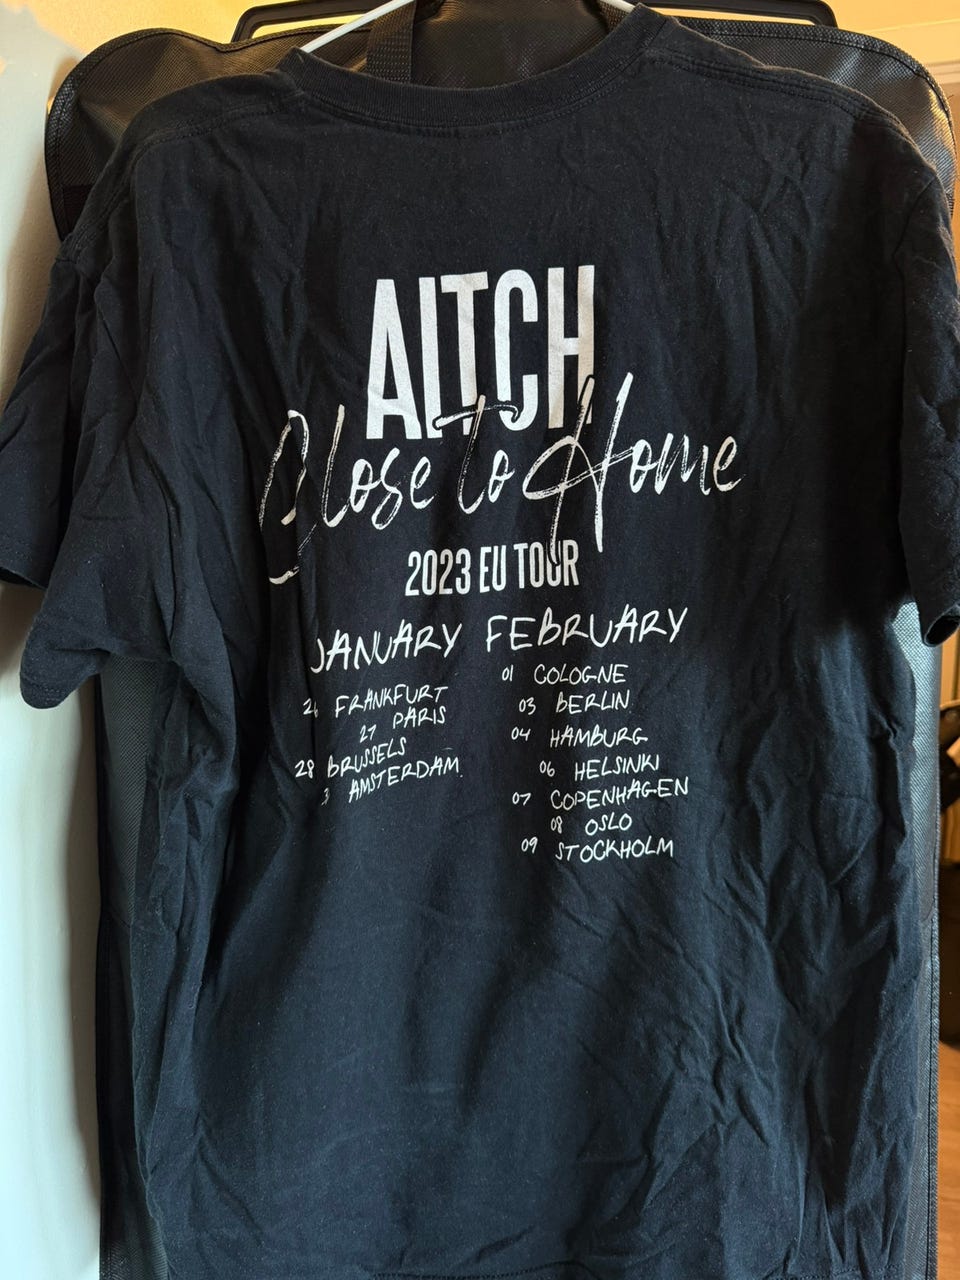 AITCH
Close to Home
2023 EU TOUR
JANUARY
26 FRANKFURT
27 PARIS
28 BRUSSELS
AMSTERDAM
FEBRUARY
01 COLOGNE
03 BERLIN
04 HAMBURG
06 HELSINKI
07 COPENHAGEN
08 OSLO
09 STOCKHOLM